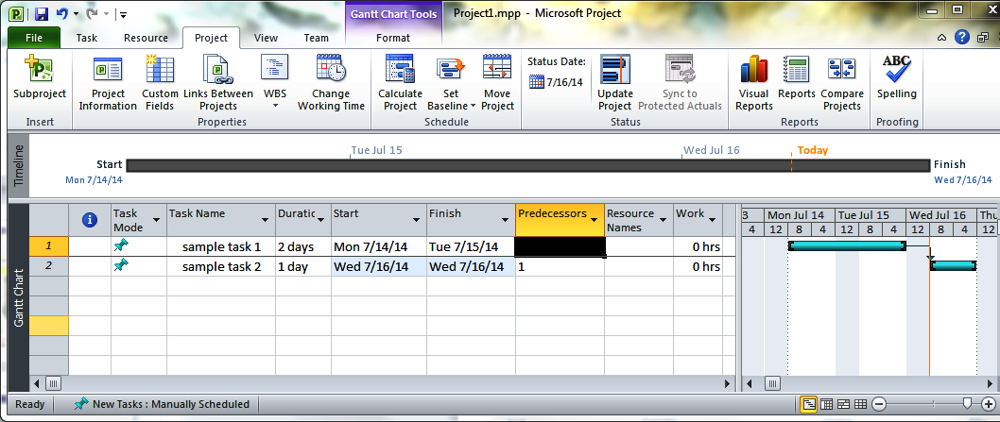 Gantt Chart Tools
Project1.mpp - Microsoft Project
File Task Resource Project View Team Format
Subproject
Insert
Project Information
Custom Fields
Links Between Projects
WBS
Change Working Time
Properties
Calculate Project
Set Baseline
Move Project
Schedule
Status Date:
7/16/14
Update Project
Sync to Protected Actuals
Status
Visual Reports
Reports
Compare Projects
Reports
ABC
Spelling
Proofing
Timeline
Tue Jul 15 Wed Jul 16 Today
Start
Mon 7/14/14
Finish
Wed 7/16/14
Task Mode Task Name Duratic Start Finish Predecessors Resource Names Work
3 Mon Jul 14 Tue Jul 15 Wed Jul 16 Thu
4 12 8 4 12 8 4 12 8 4 12
1 sample task 1 2 days Mon 7/14/14 Tue 7/15/14 0 hrs
2 sample task 2 1 day Wed 7/16/14 Wed 7/16/14 1 0 hrs
Gantt Chart
Ready New Tasks : Manually Scheduled